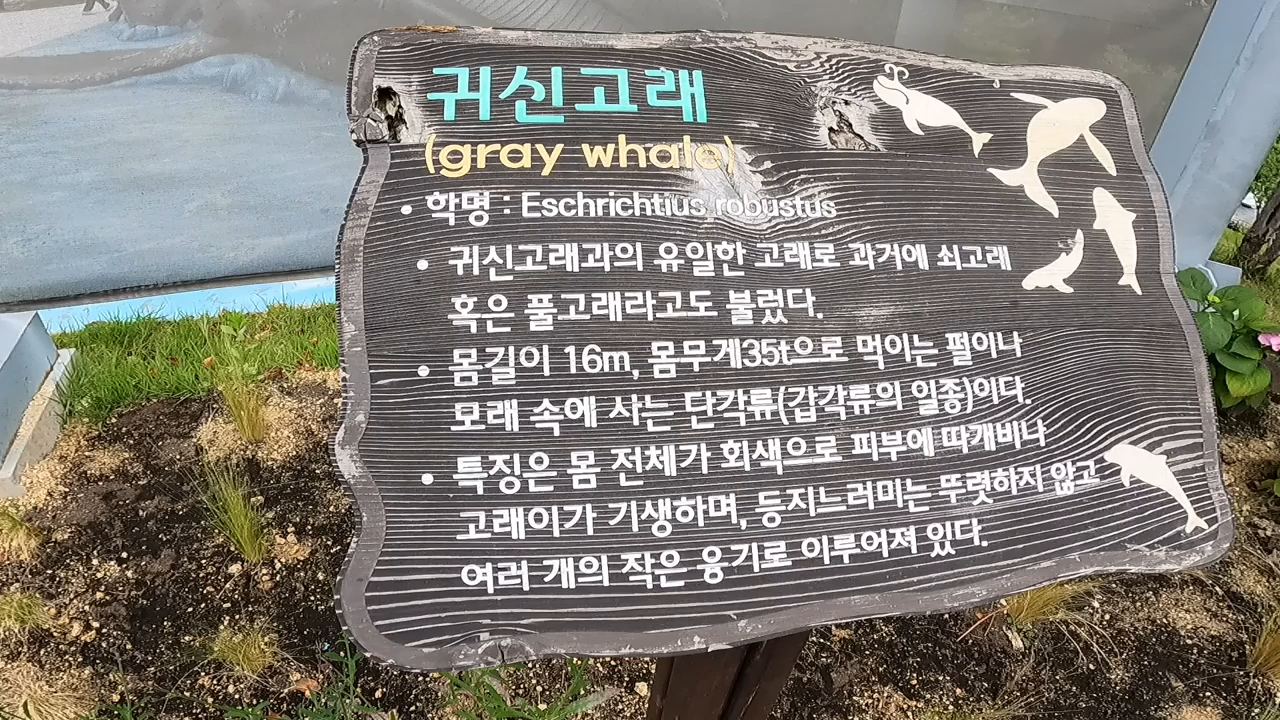 귀신고래
(gray whale)
• 학명 : Eschrichtius robustus
• 귀신고래과의 유일한 고래로 과거에 쇠고래
혹은 풀고래라고도 불렀다.
• 몸길이 16m, 몸무게35t으로 먹이는 펄이나
모래 속에 사는 단각류(갑각류의 일종)이다.
• 특징은 몸 전체가 회색으로 피부에 따개비나
고래이가 기생하며, 등지느러미는 뚜렷하지 않고
여러 개의 작은 융기로 이루어져 있다.